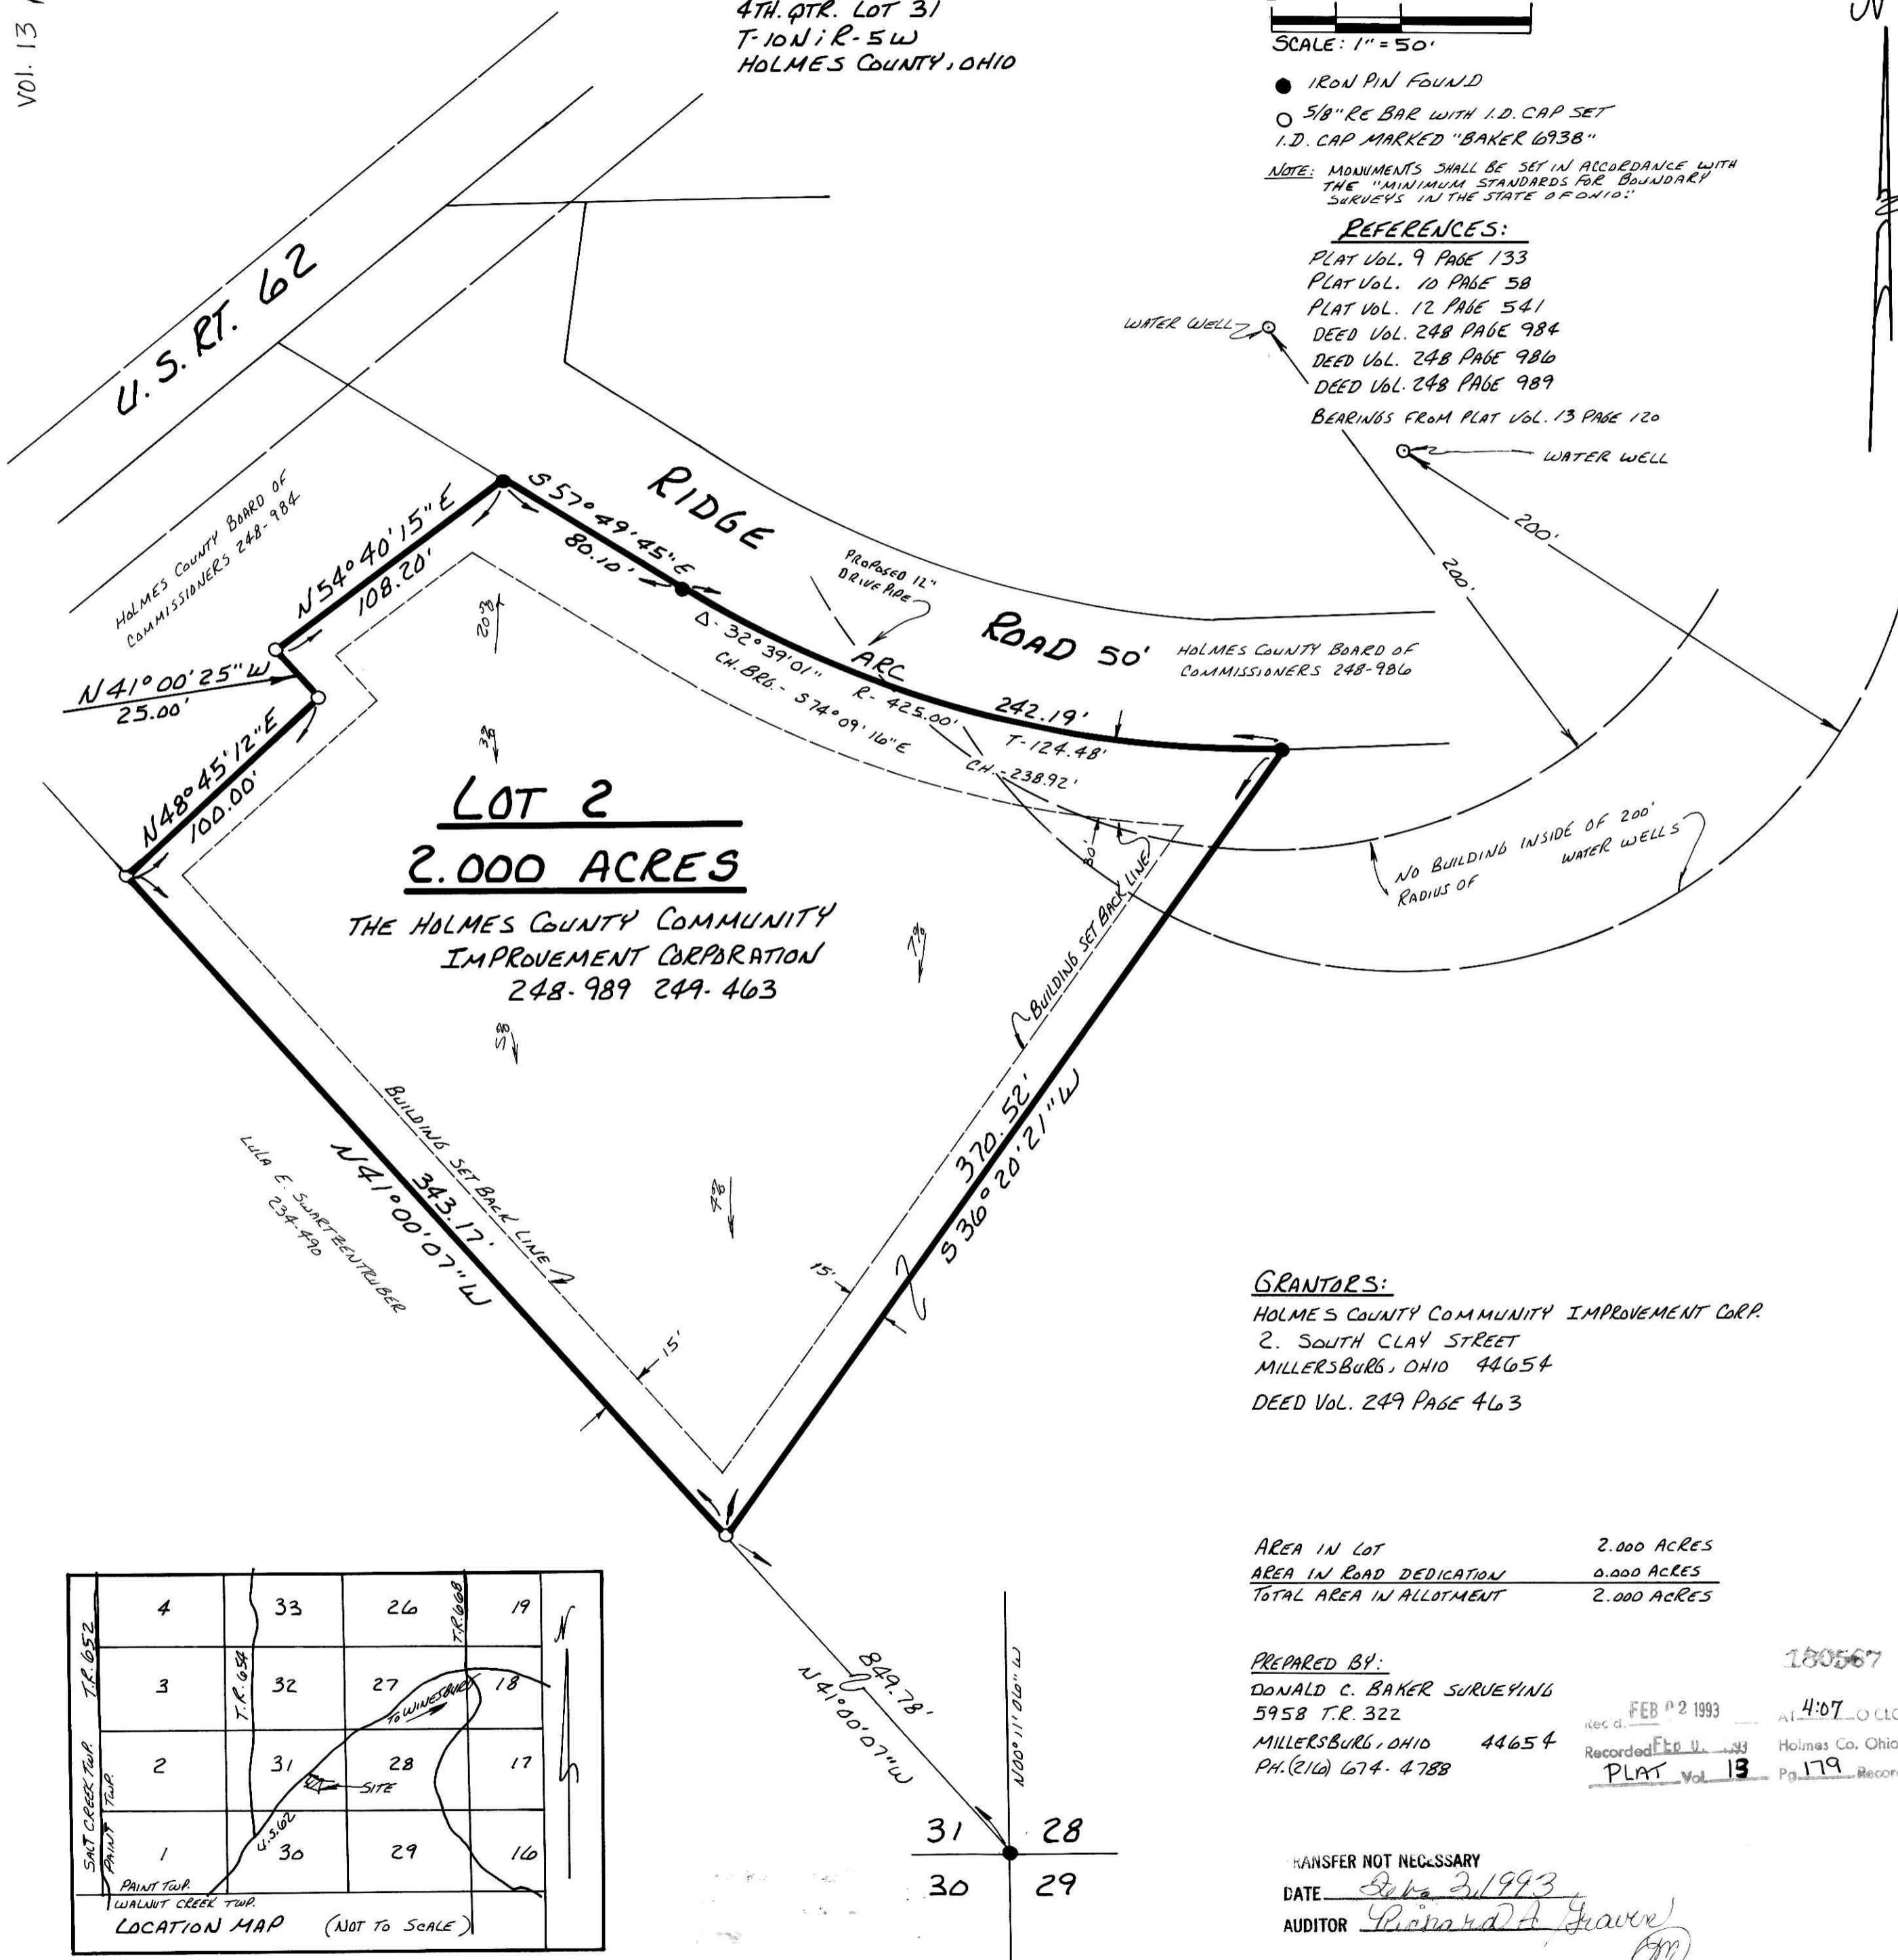 VOL. 13
4TH. QTR. LOT 31
T-10N; R-5W
HOLMES COUNTY, OHIO
SCALE: 1" = 50'
IRON PIN FOUND
5/8" RE BAR WITH I.D. CAP SET
I.D. CAP MARKED "BAKER 6938"
NOTE: MONUMENTS SHALL BE SET IN ACCORDANCE WITH
THE "MINIMUM STANDARDS FOR BOUNDARY
SURVEYS IN THE STATE OF OHIO."
REFERENCES:
PLAT VOL. 9 PAGE 133
PLAT VOL. 10 PAGE 58
PLAT VOL. 12 PAGE 541
DEED VOL. 248 PAGE 984
DEED VOL. 248 PAGE 986
DEED VOL. 248 PAGE 989
BEARINGS FROM PLAT VOL. 13 PAGE 120
WATER WELL
WATER WELL
200'
200'
U.S. RT. 62
HOLMES COUNTY BOARD OF
COMMISSIONERS 248-984
N54°40'15"E
108.20'
S57°49'45"E
80.10'
RIDGE
ROAD 50'
PROPOSED 12"
DRIVE PIPE
HOLMES COUNTY BOARD OF
COMMISSIONERS 248-986
N41°00'25"W
25.00'
Δ- 32°39'01"
ARC
242.19'
R- 425.00'
T-124.48'
CH. BRG.- S74°09'16"E
CH.-238.92'
N48°45'12"E
100.00'
LOT 2
2.000 ACRES
THE HOLMES COUNTY COMMUNITY
IMPROVEMENT CORPORATION
248-989 249-463
3%
7%
5%
4%
30'
BUILDING SET BACK LINE
NO BUILDING INSIDE OF 200'
RADIUS OF WATER WELLS
BUILDING SET BACK LINE
15'
15'
370.52'
S36°20'21"W
343.17'
N41°00'07"W
LULA E. SWARTZENTRUBER
234-490
GRANTORS:
HOLMES COUNTY COMMUNITY IMPROVEMENT CORP.
2. SOUTH CLAY STREET
MILLERSBURG, OHIO 44654
DEED VOL. 249 PAGE 463
AREA IN LOT 2.000 ACRES
AREA IN ROAD DEDICATION 0.000 ACRES
TOTAL AREA IN ALLOTMENT 2.000 ACRES
PREPARED BY:
DONALD C. BAKER SURVEYING
5958 T.R. 322
MILLERSBURG, OHIO 44654
PH. (216) 674-4788
180567
Rec'd. FEB 02 1993 At 4:07 O'CLO
Recorded Holmes Co. Ohio
PLAT Vol. 13 Pg. 179 Recor
RANSFER NOT NECESSARY
DATE Feb. 3, 1993
AUDITOR Richard A Graven
849.78'
N41°00'07"W
N00°11'06"W
31 28
30 29
N
4 33 26 19
3 32 27 18
2 31 28 17
1 30 29 16
T.R. 652
T.R. 654
T.R. 668
TO WINESBURG
SITE
U.S. 62
SALT CREEK TWP.
PAINT TWP.
PAINT TWP.
WALNUT CREEK TWP.
LOCATION MAP (NOT TO SCALE)
N